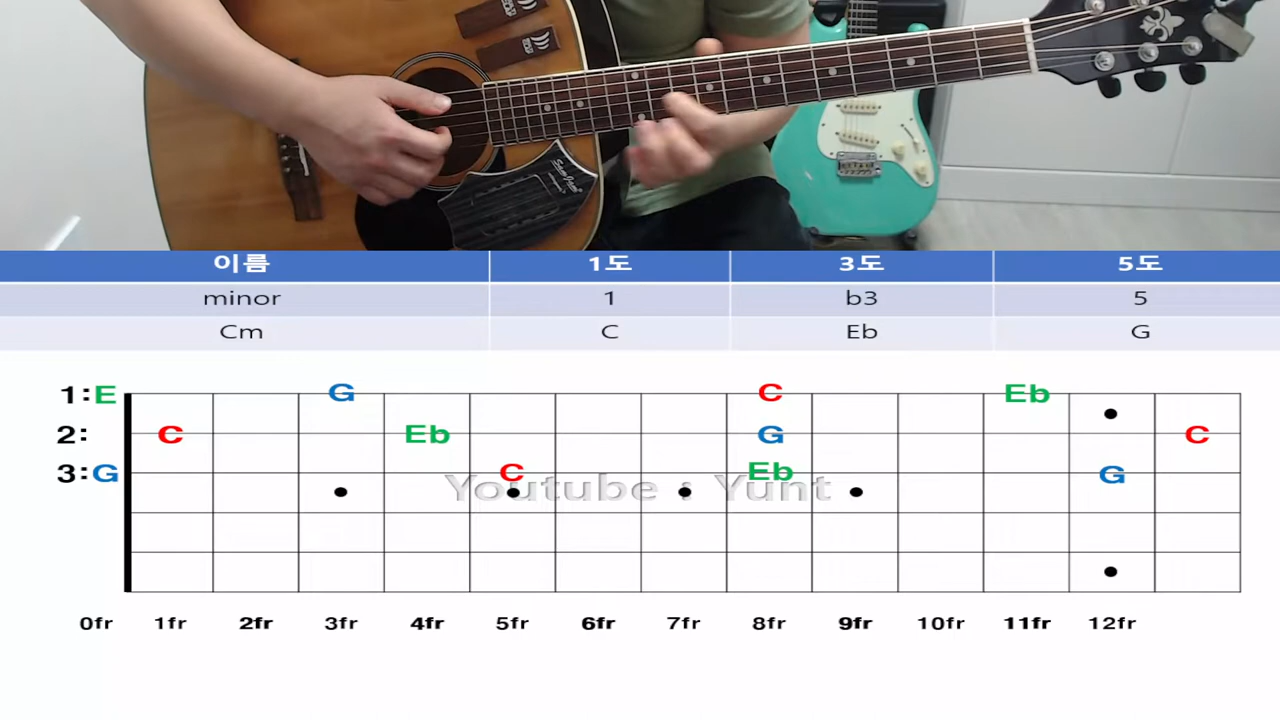 이름 1도 3도 5도
minor 1 b3 5
Cm C Eb G
1: E G C Eb
2: C Eb G C
3: G C Eb G
Youtube : Yunt
0fr 1fr 2fr 3fr 4fr 5fr 6fr 7fr 8fr 9fr 10fr 11fr 12fr